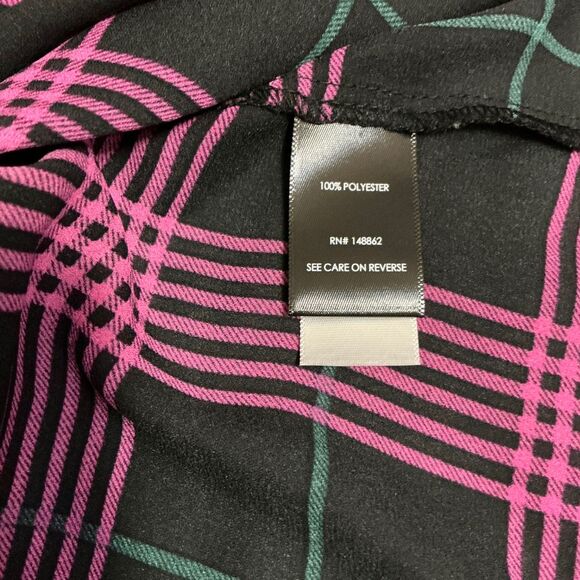 100% POLYESTER
RN# 148862
SEE CARE ON REVERSE